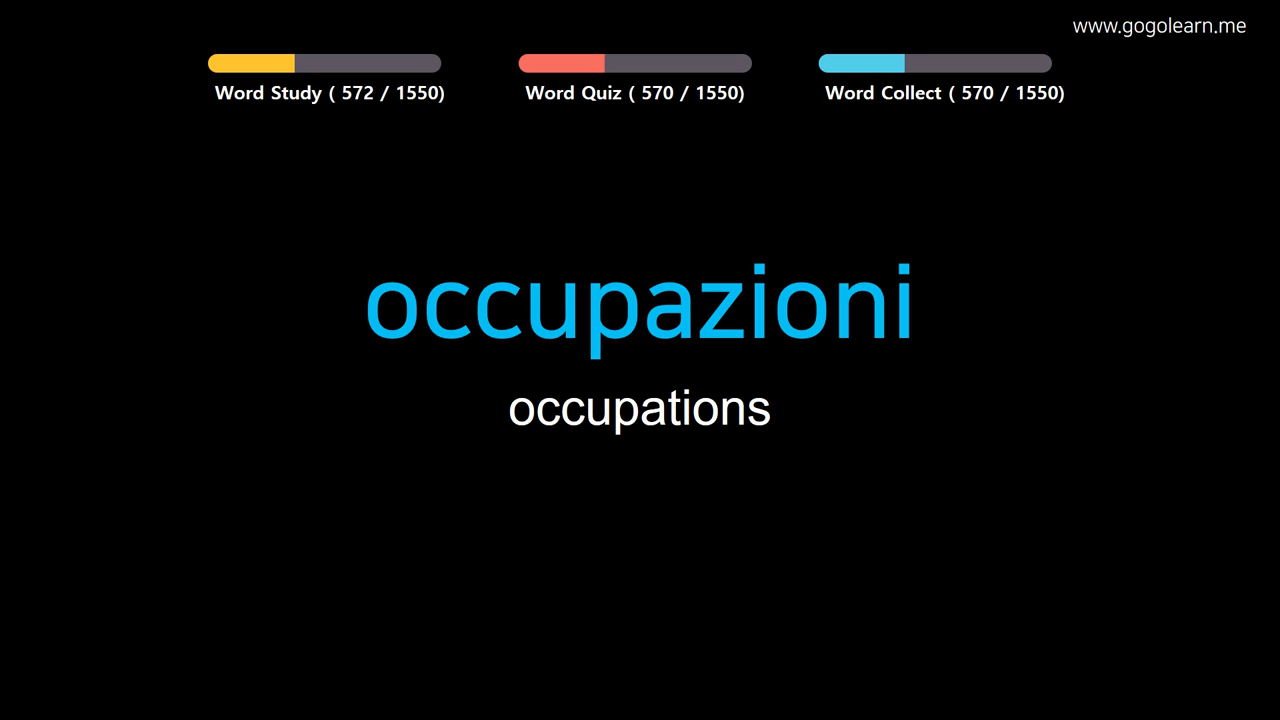 www.gogolearn.me
Word Study ( 572 / 1550)
Word Quiz ( 570 / 1550)
Word Collect ( 570 / 1550)
occupazioni
occupations